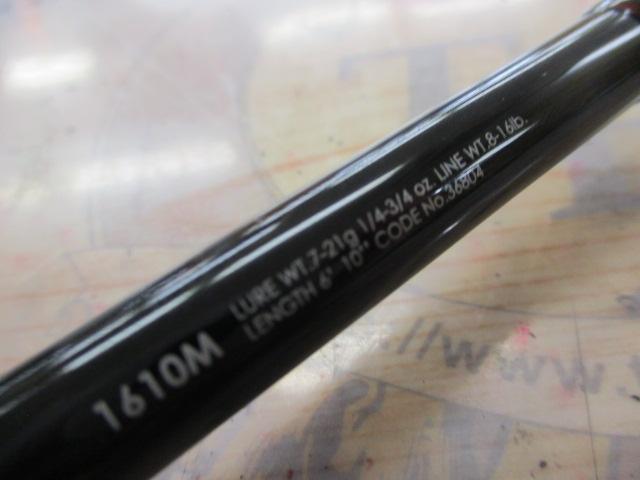 1610M
LURE WT.7-21g 1/4-3/4 oz. LINE WT.8-16lb.
LENGTH 6' 10" CODE No.36804
//www.